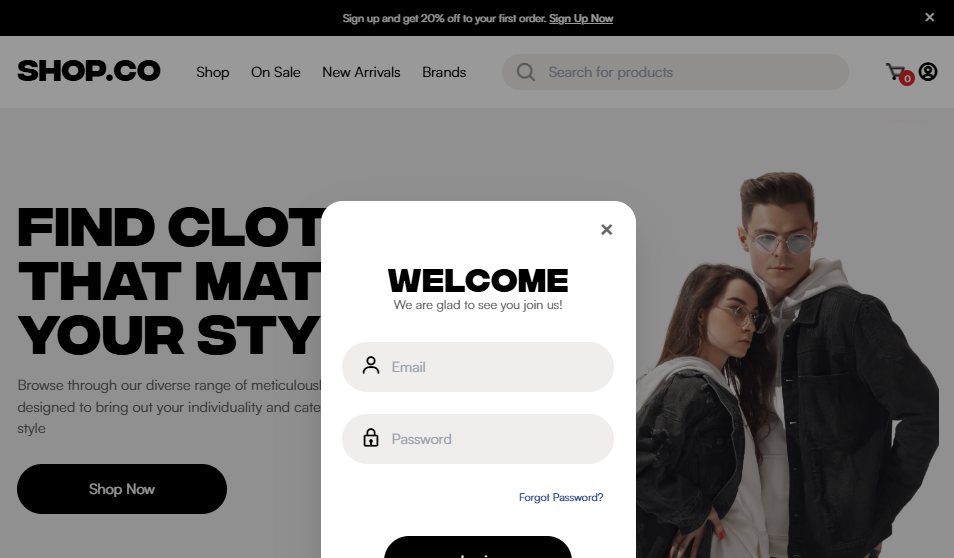 Sign up and get 20% off to your first order. Sign Up Now
SHOP.CO
Shop
On Sale
New Arrivals
Brands
Search for products
0
FIND CLOT
THAT MAT
YOUR STY
Browse through our diverse range of meticulousl
designed to bring out your individuality and cate
style
Shop Now
WELCOME
We are glad to see you join us!
Email
Password
Forgot Password?